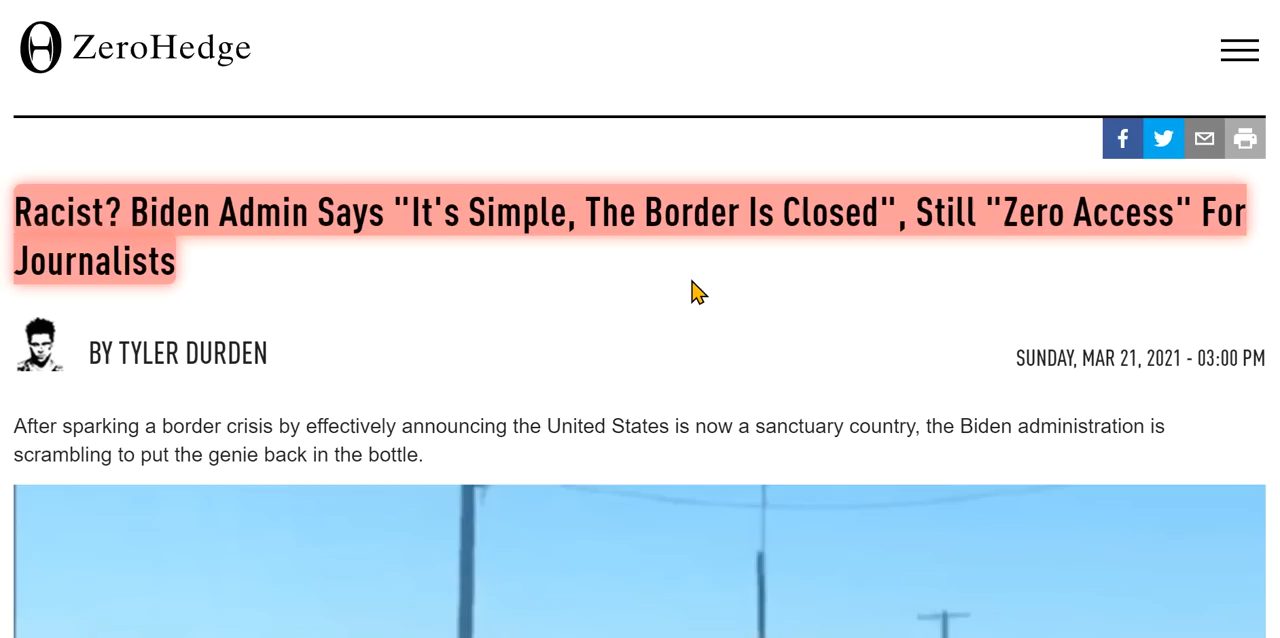 ZeroHedge
Racist? Biden Admin Says "It's Simple, The Border Is Closed", Still "Zero Access" For
Journalists
BY TYLER DURDEN
SUNDAY, MAR 21, 2021 - 03:00 PM
After sparking a border crisis by effectively announcing the United States is now a sanctuary country, the Biden administration is
scrambling to put the genie back in the bottle.